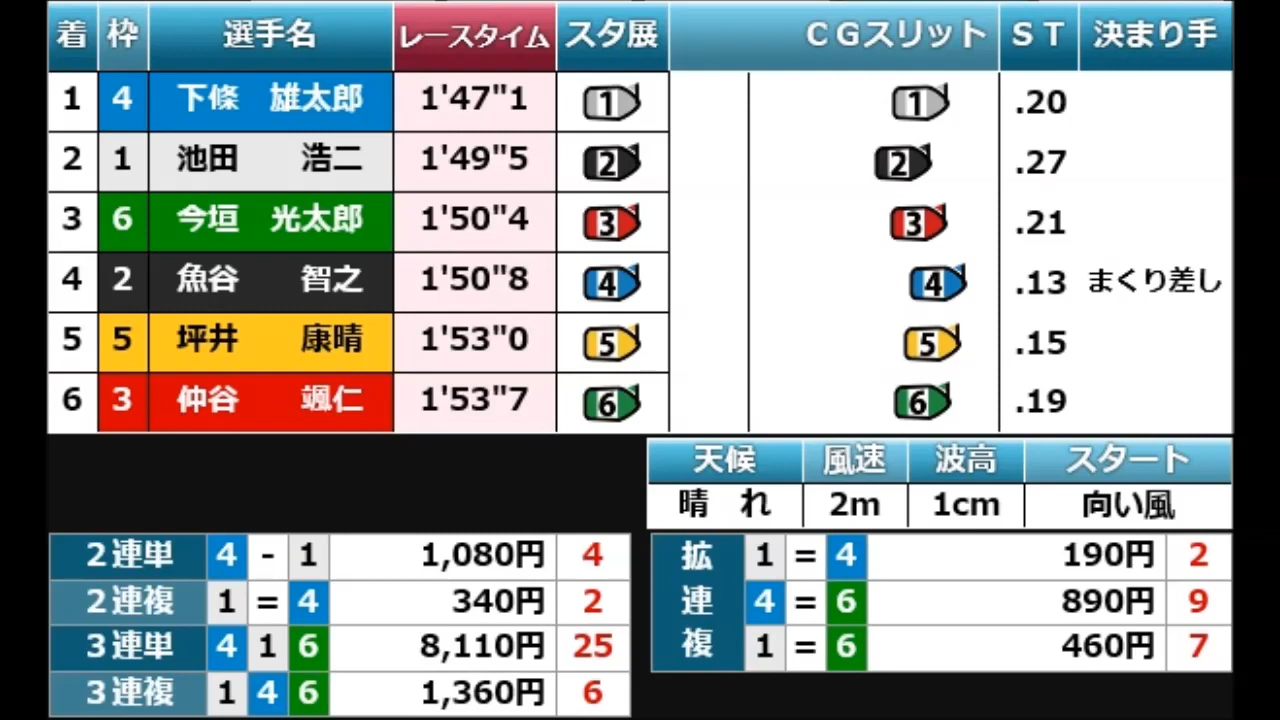 着 枠 選手名 レースタイム スタ展 CGスリット ST 決まり手
1 4 下條 雄太郎 1'47"1 1 1 .20
2 1 池田 浩二 1'49"5 2 2 .27
3 6 今垣 光太郎 1'50"4 3 3 .21
4 2 魚谷 智之 1'50"8 4 4 .13 まくり差し
5 5 坪井 康晴 1'53"0 5 5 .15
6 3 仲谷 颯仁 1'53"7 6 6 .19
天候 風速 波高 スタート
晴れ 2m 1cm 向い風
2連単 4 - 1 1,080円 4
2連複 1 = 4 340円 2
3連単 4 1 6 8,110円 25
3連複 1 4 6 1,360円 6
拡 1 = 4 190円 2
連 4 = 6 890円 9
複 1 = 6 460円 7